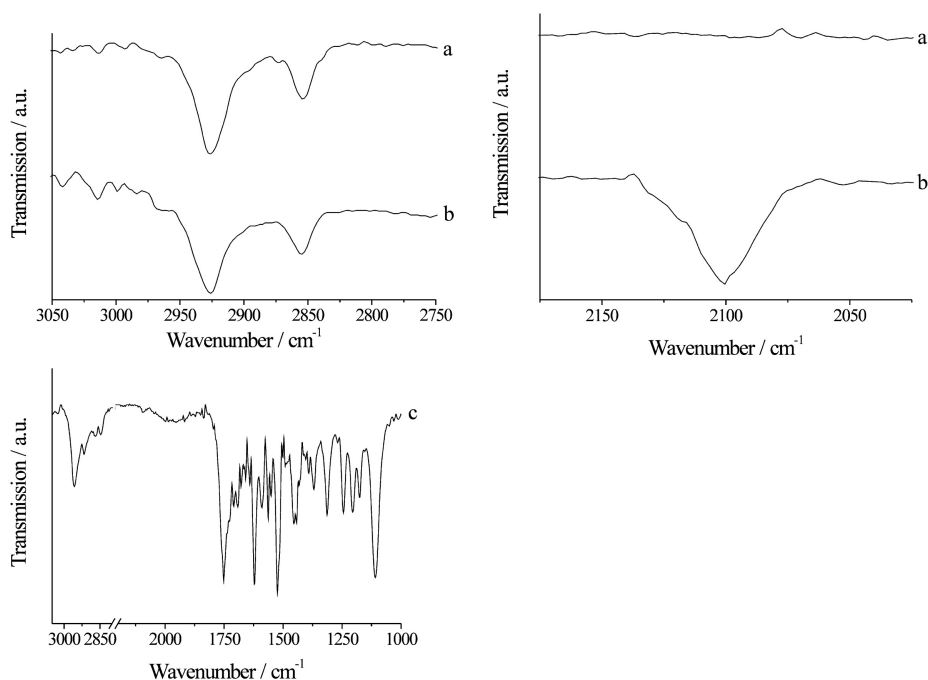 Transmission / a.u.
a
b
3050 3000 2950 2900 2850 2800 2750
Wavenumber / cm-1
Transmission / a.u.
a
b
2150 2100 2050
Wavenumber / cm-1
Transmission / a.u.
c
3000 2850 2000 1750 1500 1250 1000
Wavenumber / cm-1